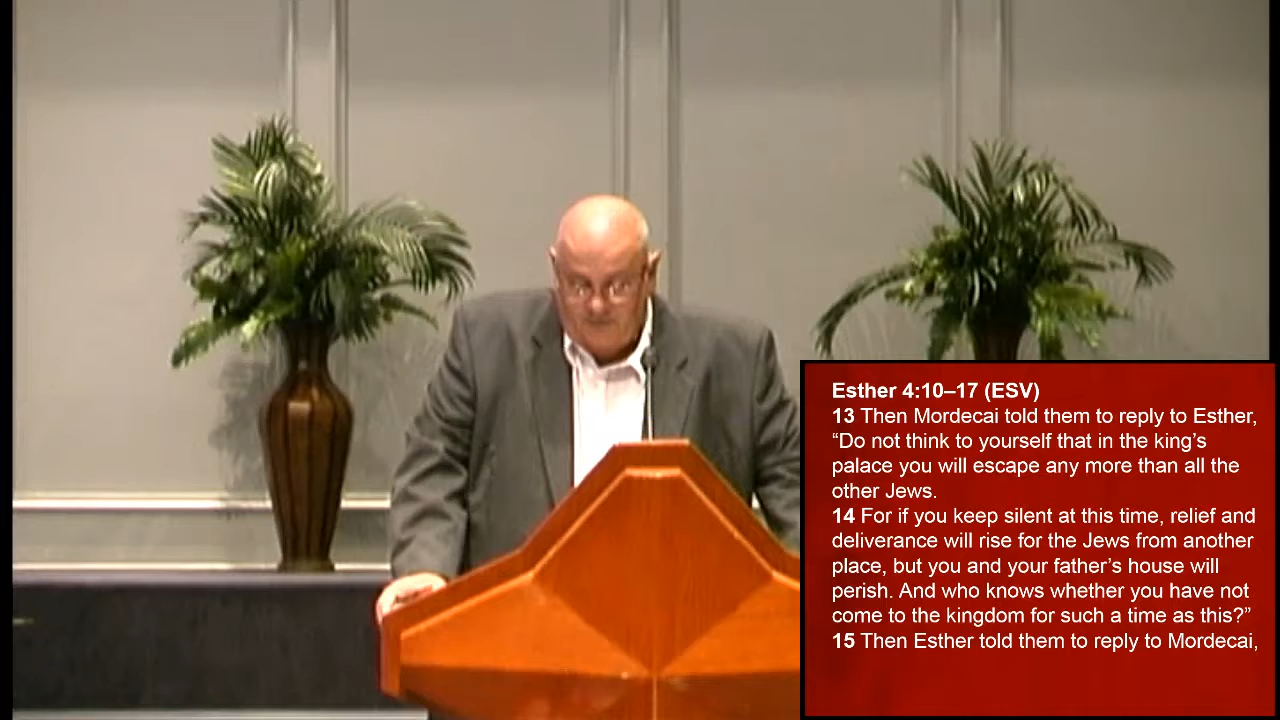 Esther 4:10–17 (ESV)
13 Then Mordecai told them to reply to Esther,
“Do not think to yourself that in the king’s
palace you will escape any more than all the
other Jews.
14 For if you keep silent at this time, relief and
deliverance will rise for the Jews from another
place, but you and your father’s house will
perish. And who knows whether you have not
come to the kingdom for such a time as this?”
15 Then Esther told them to reply to Mordecai,